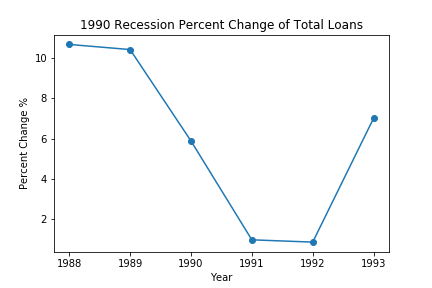 1990 Recession Percent Change of Total Loans
Percent Change %
10
8
6
4
2
1988 1989 1990 1991 1992 1993
Year